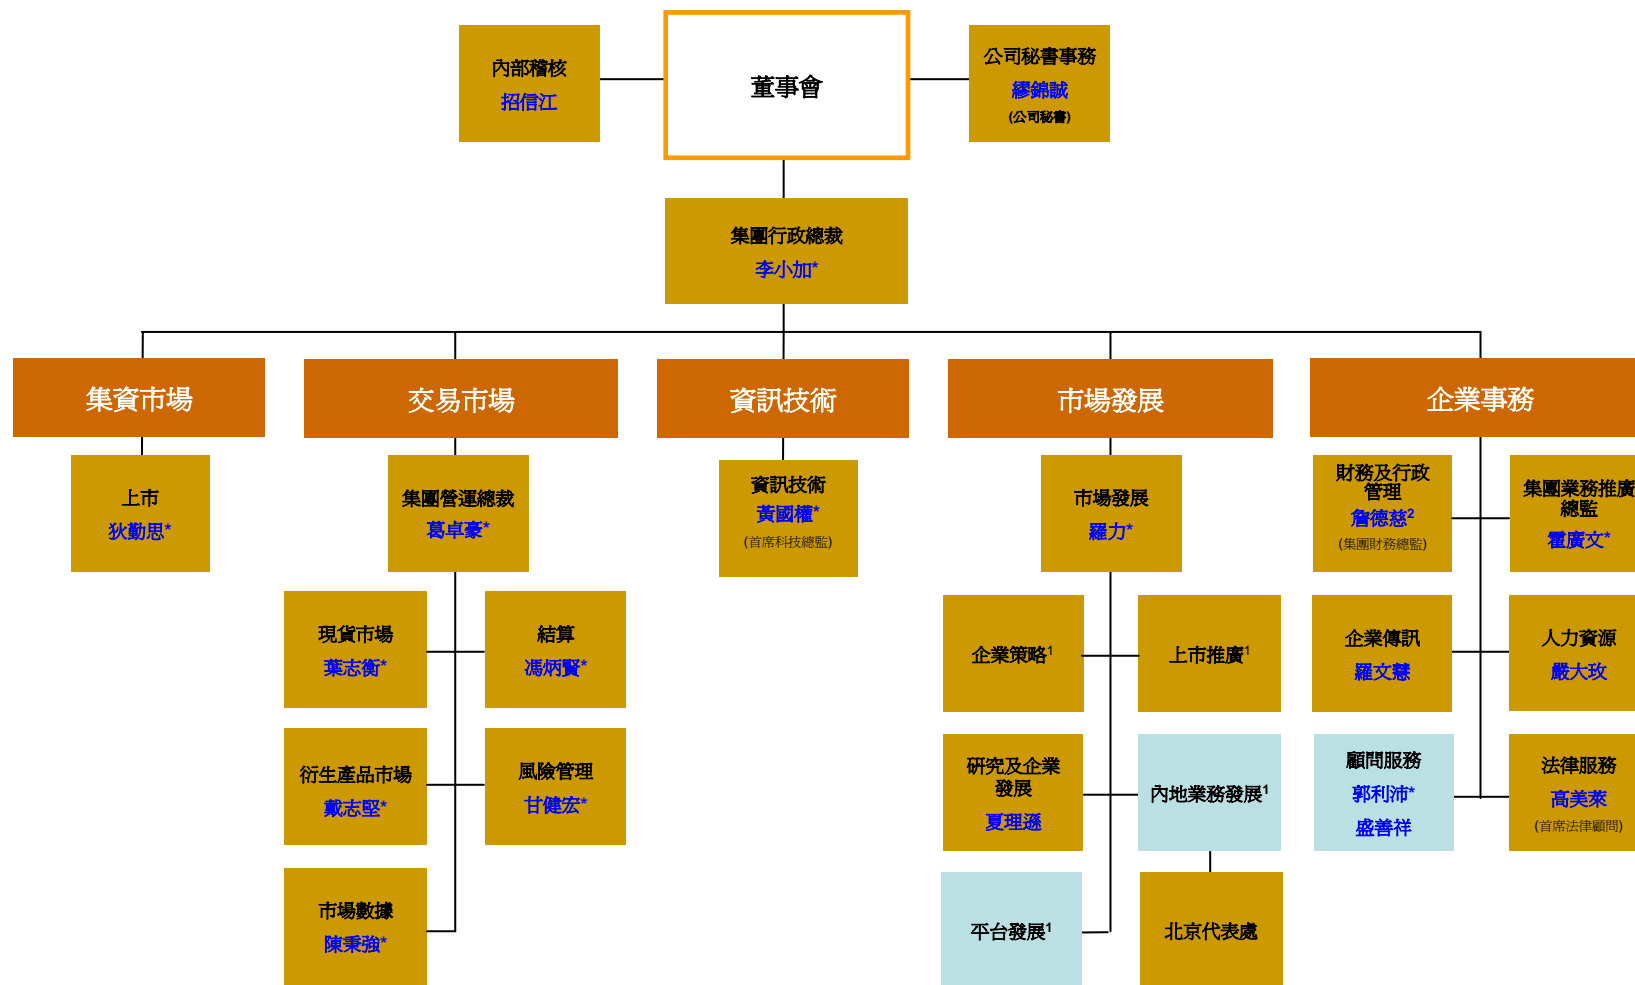 董事會
內部稽核
招信江
公司秘書事務
繆錦誠
(公司秘書)
集團行政總裁
李小加*
集資市場
交易市場
資訊技術
市場發展
企業事務
上市
狄勤思*
集團營運總裁
葛卓豪*
資訊技術
黃國權*
(首席科技總監)
市場發展
羅力*
財務及行政
管理
詹德慈²
(集團財務總監)
集團業務推廣
總監
霍廣文*
現貨市場
葉志衡*
結算
馮炳賢*
企業策略¹
上市推廣¹
企業傳訊
羅文慧
人力資源
嚴大玫
衍生產品市場
戴志堅*
風險管理
甘健宏*
研究及企業
發展
夏理遜
內地業務發展¹
顧問服務
郭利沛*
盛善祥
法律服務
高美萊
(首席法律顧問)
市場數據
陳秉強*
平台發展¹
北京代表處